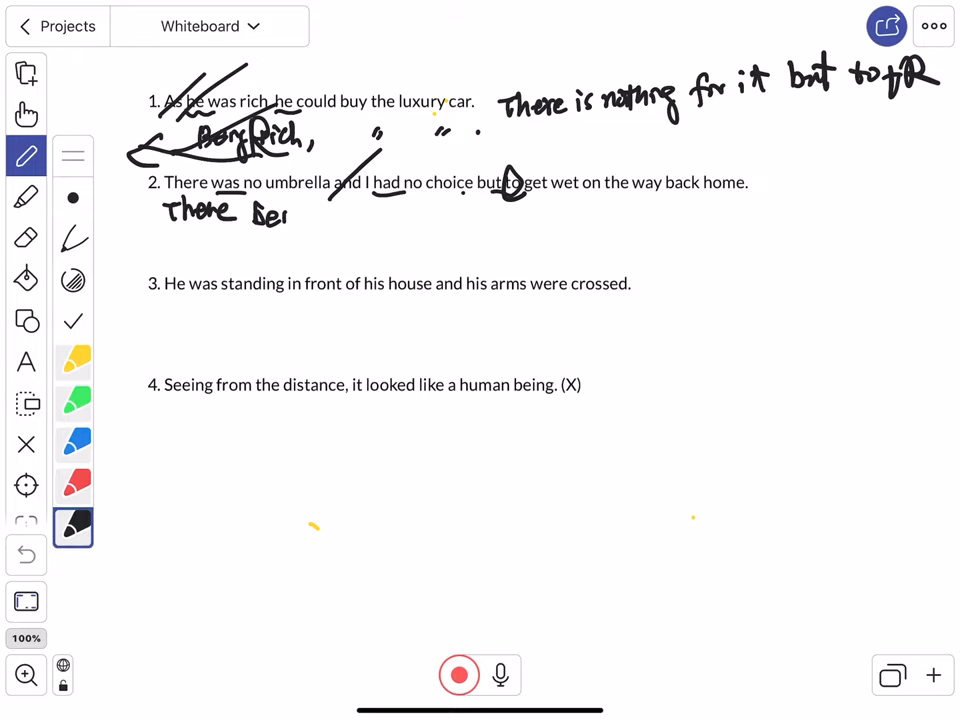 Projects
Whiteboard
1. As he was rich, he could buy the luxury car.
There is nothing for it but to
Being Rich, " " .
2. There was no umbrella and I had no choice but to get wet on the way back home.
There bei
3. He was standing in front of his house and his arms were crossed.
4. Seeing from the distance, it looked like a human being. (X)
100%